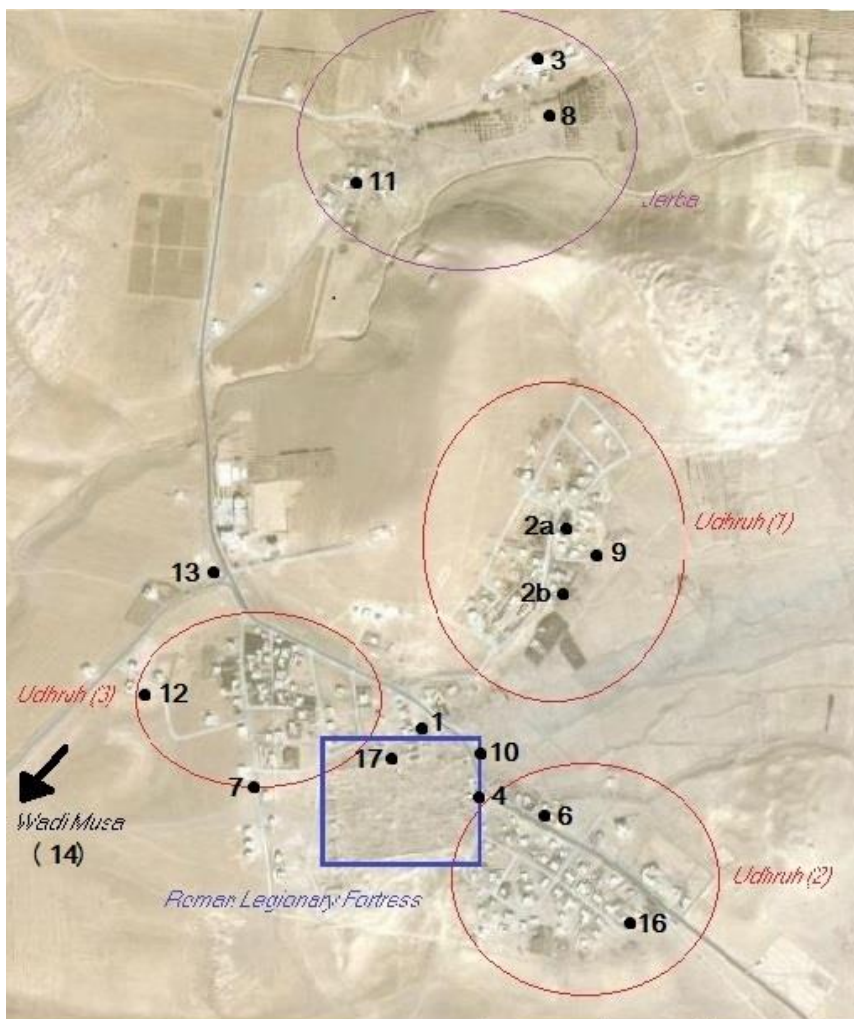 3
8
11
Jerba
2a
Udhruh (1)
9
13
2b
Udhruh (3)
12
1
10
17
7
4
6
Wadi Musa
(14)
Udhruh (2)
Roman Legionary Fortress
16